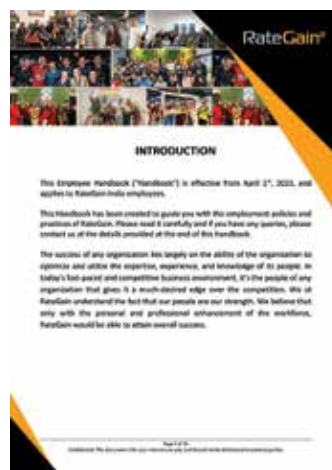 RateGain
INTRODUCTION
This Employee Handbook ("Handbook") is effective from April 1st, 2023, and
applies to RateGain India employees.
This Handbook has been created to guide you with the employment policies and
practices of RateGain. Please read it carefully and if you have any queries, please
contact us at the details provided at the end of this handbook.
The success of any organization lies largely on the ability of the organization to
optimize and utilize the expertise, experience, and knowledge of its people. In
today's fast-paced and competitive business environment, it's the people of any
organization that gives it a much-desired edge over the competition. We at
RateGain understand the fact that our people are our strength. We believe that
only with the personal and professional enhancement of the workforce,
RateGain would be able to attain overall success.